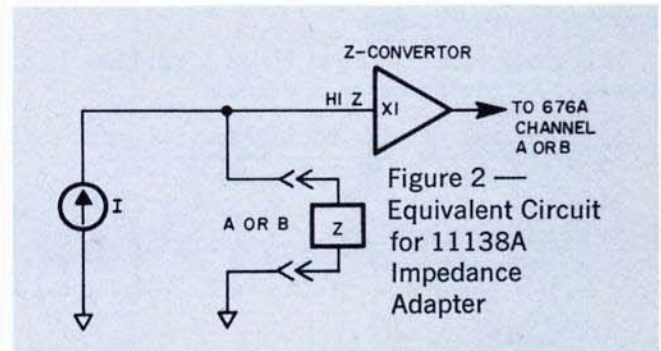 Z-CONVERTOR
HI Z
X1
TO 676A
CHANNEL
A OR B
I
A OR B
Z
Figure 2 —
Equivalent Circuit
for 11138A
Impedance
Adapter